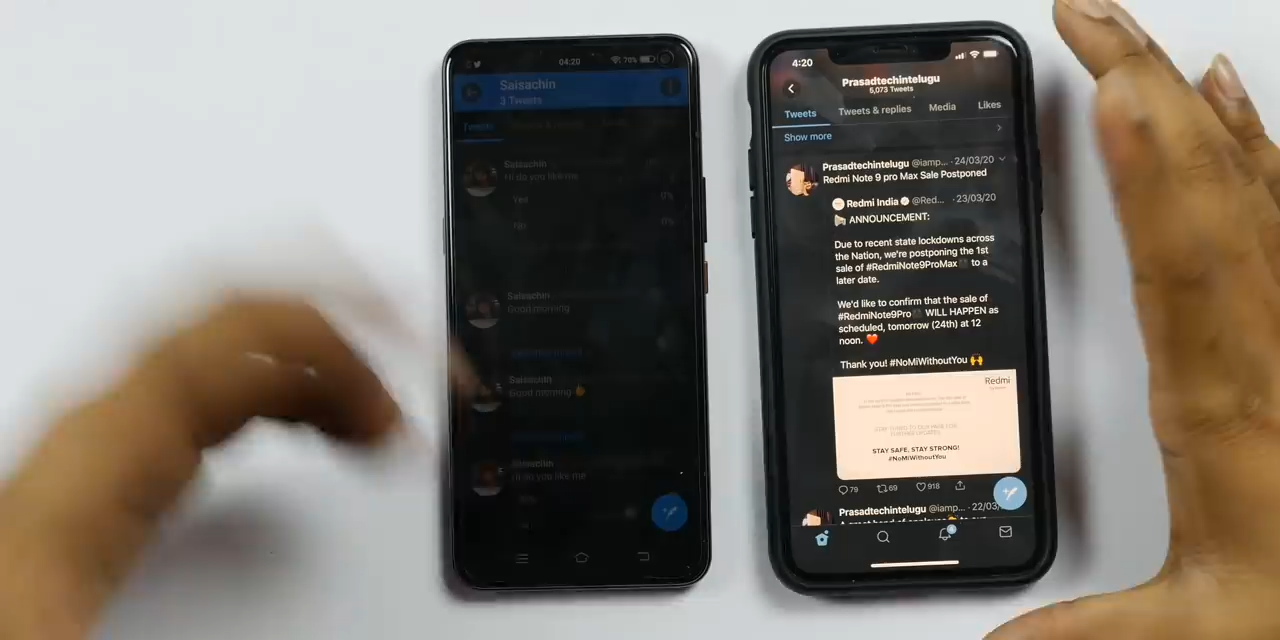 04:20
70%
Saisachin
3 Tweets
Tweets
Saisachin
Hi do you like me
Yes
0%
No
0%
Saisachin
Good morning
Saisachin
Good morning
Saisachin
Hi do you like me
4:20
Prasadtechintelugu
5,073 Tweets
Tweets
Tweets & replies
Media
Likes
Show more
Prasadtechintelugu @iamp... · 24/03/20
Redmi Note 9 pro Max Sale Postponed
Redmi India @Red... · 23/03/20
ANNOUNCEMENT:
Due to recent state lockdowns across
the Nation, we're postponing the 1st
sale of #RedmiNote9ProMax to a
later date.
We'd like to confirm that the sale of
#RedmiNote9Pro WILL HAPPEN as
scheduled, tomorrow (24th) at 12
noon. ❤️
Thank you! #NoMiWithoutYou 🙌
Redmi
STAY SAFE, STAY STRONG!
#NoMiWithoutYou
79
69
918
Prasadtechintelugu @iamp... · 22/03/